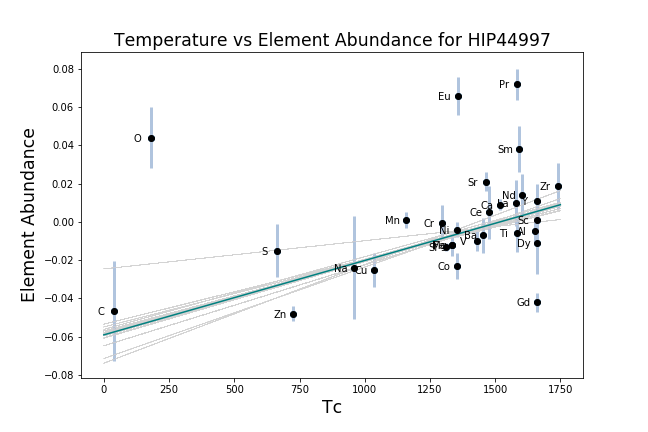 Temperature vs Element Abundance for HIP44997
Element Abundance
0.08
0.06
0.04
0.02
0.00
−0.02
−0.04
−0.06
−0.08
Pr
Eu
O
Sm
Sr
Zr
Nd
Y
Ca
La
Ce
Mn
Cr
Sc
Ni
Al
Ti
Ba
V
Dy
S
Co
Na
Cu
Gd
C
Zn
0
250
500
750
1000
1250
1500
1750
Tc